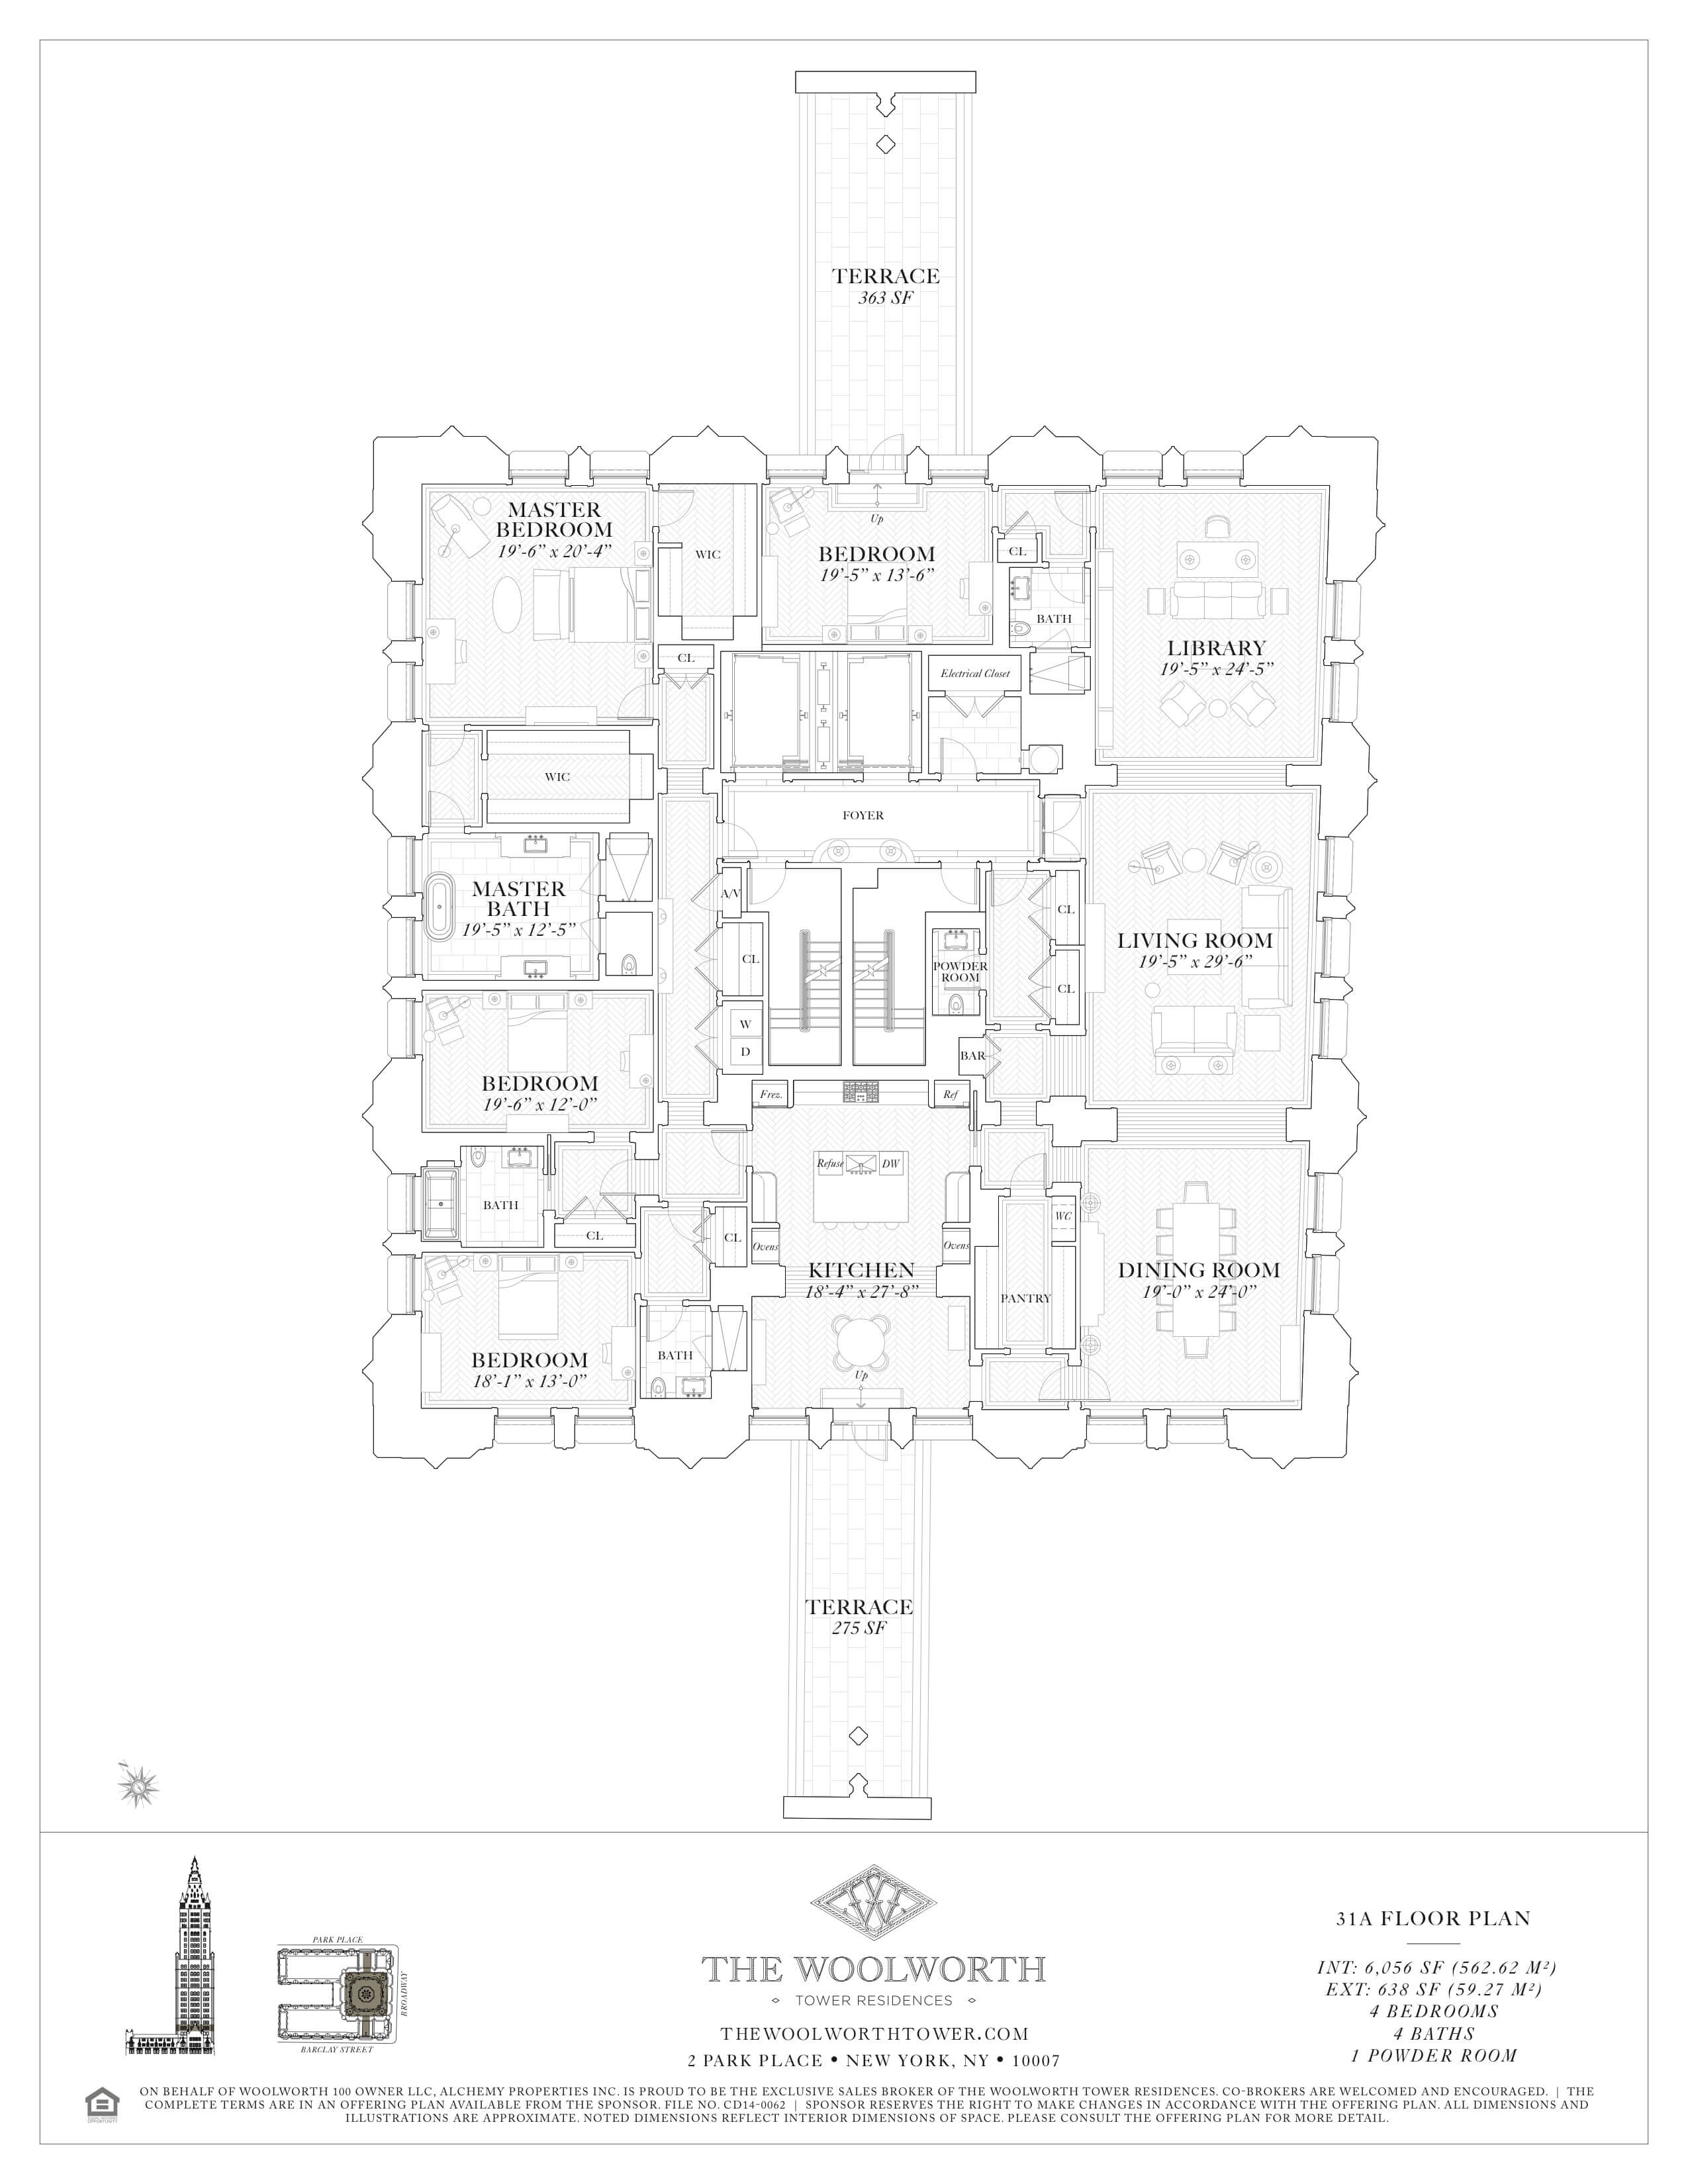 TERRACE
363 SF
MASTER
BEDROOM
19'-6” x 20'-4”
WIC
Up
BEDROOM
19'-5” x 13'-6”
CL
BATH
LIBRARY
19'-5” x 24'-5”
CL
Electrical Closet
WIC
FOYER
MASTER
BATH
19'-5” x 12'-5”
A/V
CL
CL
LIVING ROOM
19'-5” x 29'-6”
CL
POWDER
ROOM
W
D
BAR
BEDROOM
19'-6” x 12'-0”
Frez.
Ref
Refuse
DW
BATH
CL
CL
Ovens
Ovens
WC
KITCHEN
18'-4” x 27'-8”
DINING ROOM
19'-0” x 24'-0”
PANTRY
BEDROOM
18'-1” x 13'-0”
BATH
Up
TERRACE
275 SF
PARK PLACE
BROADWAY
BARCLAY STREET
THE WOOLWORTH
TOWER RESIDENCES
THEWOOLWORTHTOWER.COM
2 PARK PLACE • NEW YORK, NY • 10007
31A FLOOR PLAN
INT: 6,056 SF (562.62 M²)
EXT: 638 SF (59.27 M²)
4 BEDROOMS
4 BATHS
1 POWDER ROOM
ON BEHALF OF WOOLWORTH 100 OWNER LLC, ALCHEMY PROPERTIES INC. IS PROUD TO BE THE EXCLUSIVE SALES BROKER OF THE WOOLWORTH TOWER RESIDENCES. CO-BROKERS ARE WELCOMED AND ENCOURAGED. | THE
COMPLETE TERMS ARE IN AN OFFERING PLAN AVAILABLE FROM THE SPONSOR. FILE NO. CD14-0062 | SPONSOR RESERVES THE RIGHT TO MAKE CHANGES IN ACCORDANCE WITH THE OFFERING PLAN. ALL DIMENSIONS AND
ILLUSTRATIONS ARE APPROXIMATE. NOTED DIMENSIONS REFLECT INTERIOR DIMENSIONS OF SPACE. PLEASE CONSULT THE OFFERING PLAN FOR MORE DETAIL.